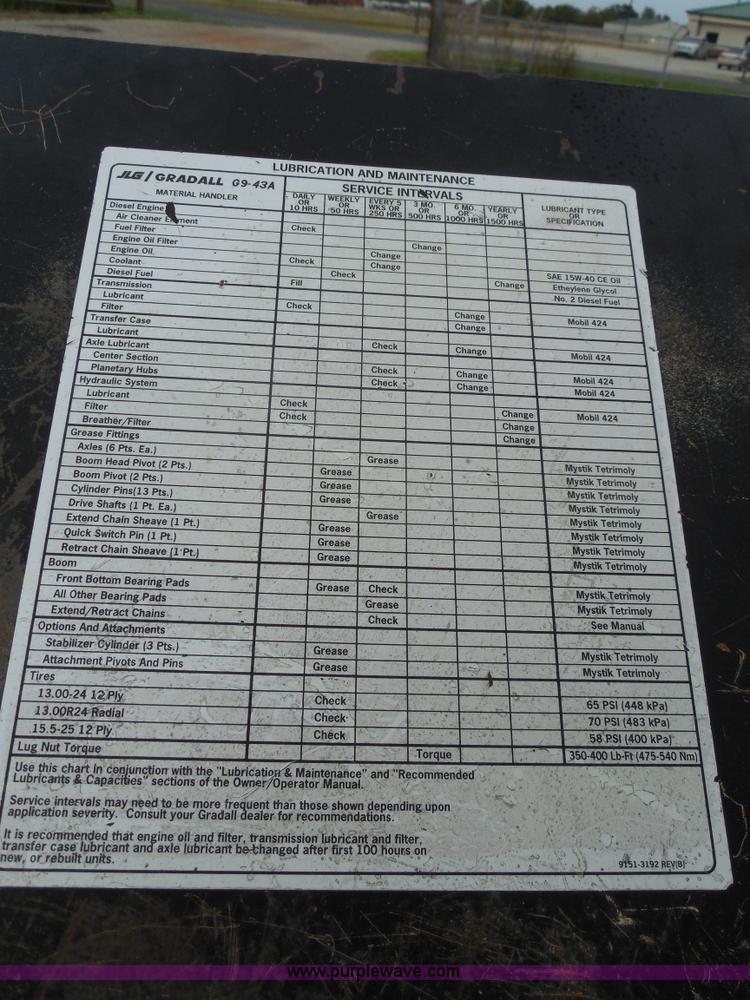 LUBRICATION AND MAINTENANCE
JLG / GRADALL G9-43A
MATERIAL HANDLER
SERVICE INTERVALS
DAILY OR 10 HRS
WEEKLY OR 50 HRS
EVERY 5 WKS OR 250 HRS
3 MO. OR 500 HRS
6 MO. OR 1000 HRS
YEARLY OR 1500 HRS
LUBRICANT TYPE OR SPECIFICATION
Diesel Engine
Air Cleaner Element Check
Fuel Filter Change
Engine Oil Filter Change
Engine Oil Check Change SAE 15W-40 CE Oil
Coolant Check Change Etheylene Glycol
Diesel Fuel Fill No. 2 Diesel Fuel
Transmission
Lubricant Check Change Mobil 424
Filter Change
Transfer Case
Lubricant Check Change Mobil 424
Axle Lubricant
Center Section Check Change Mobil 424
Planetary Hubs Check Change Mobil 424
Hydraulic System
Lubricant Check Change Mobil 424
Filter Check Change
Breather/Filter Change
Grease Fittings
Axles (6 Pts. Ea.) Grease Mystik Tetrimoly
Boom Head Pivot (2 Pts.) Grease Mystik Tetrimoly
Boom Pivot (2 Pts.) Grease Mystik Tetrimoly
Cylinder Pins(13 Pts.) Grease Mystik Tetrimoly
Drive Shafts (1 Pt. Ea.) Grease Mystik Tetrimoly
Extend Chain Sheave (1 Pt.) Grease Mystik Tetrimoly
Quick Switch Pin (1 Pt.) Grease Mystik Tetrimoly
Retract Chain Sheave (1 Pt.) Grease Mystik Tetrimoly
Boom
Front Bottom Bearing Pads Grease Check Mystik Tetrimoly
All Other Bearing Pads Grease Mystik Tetrimoly
Extend/Retract Chains Check See Manual
Options And Attachments
Stabilizer Cylinder (3 Pts.) Grease Mystik Tetrimoly
Attachment Pivots And Pins Grease Mystik Tetrimoly
Tires
13.00-24 12 Ply Check 65 PSI (448 kPa)
13.00R24 Radial Check 70 PSI (483 kPa)
15.5-25 12 Ply Check 58 PSI (400 kPa)
Lug Nut Torque Torque 350-400 Lb-Ft (475-540 Nm)
Use this chart in conjunction with the "Lubrication & Maintenance" and "Recommended
Lubricants & Capacities" sections of the Owner/Operator Manual.
Service intervals may need to be more frequent than those shown depending upon
application severity. Consult your Gradall dealer for recommendations.
It is recommended that engine oil and filter, transmission lubricant and filter,
transfer case lubricant and axle lubricant be changed after first 100 hours on
new, or rebuilt units.
9151-3192 REV(B)
www.purplewave.com